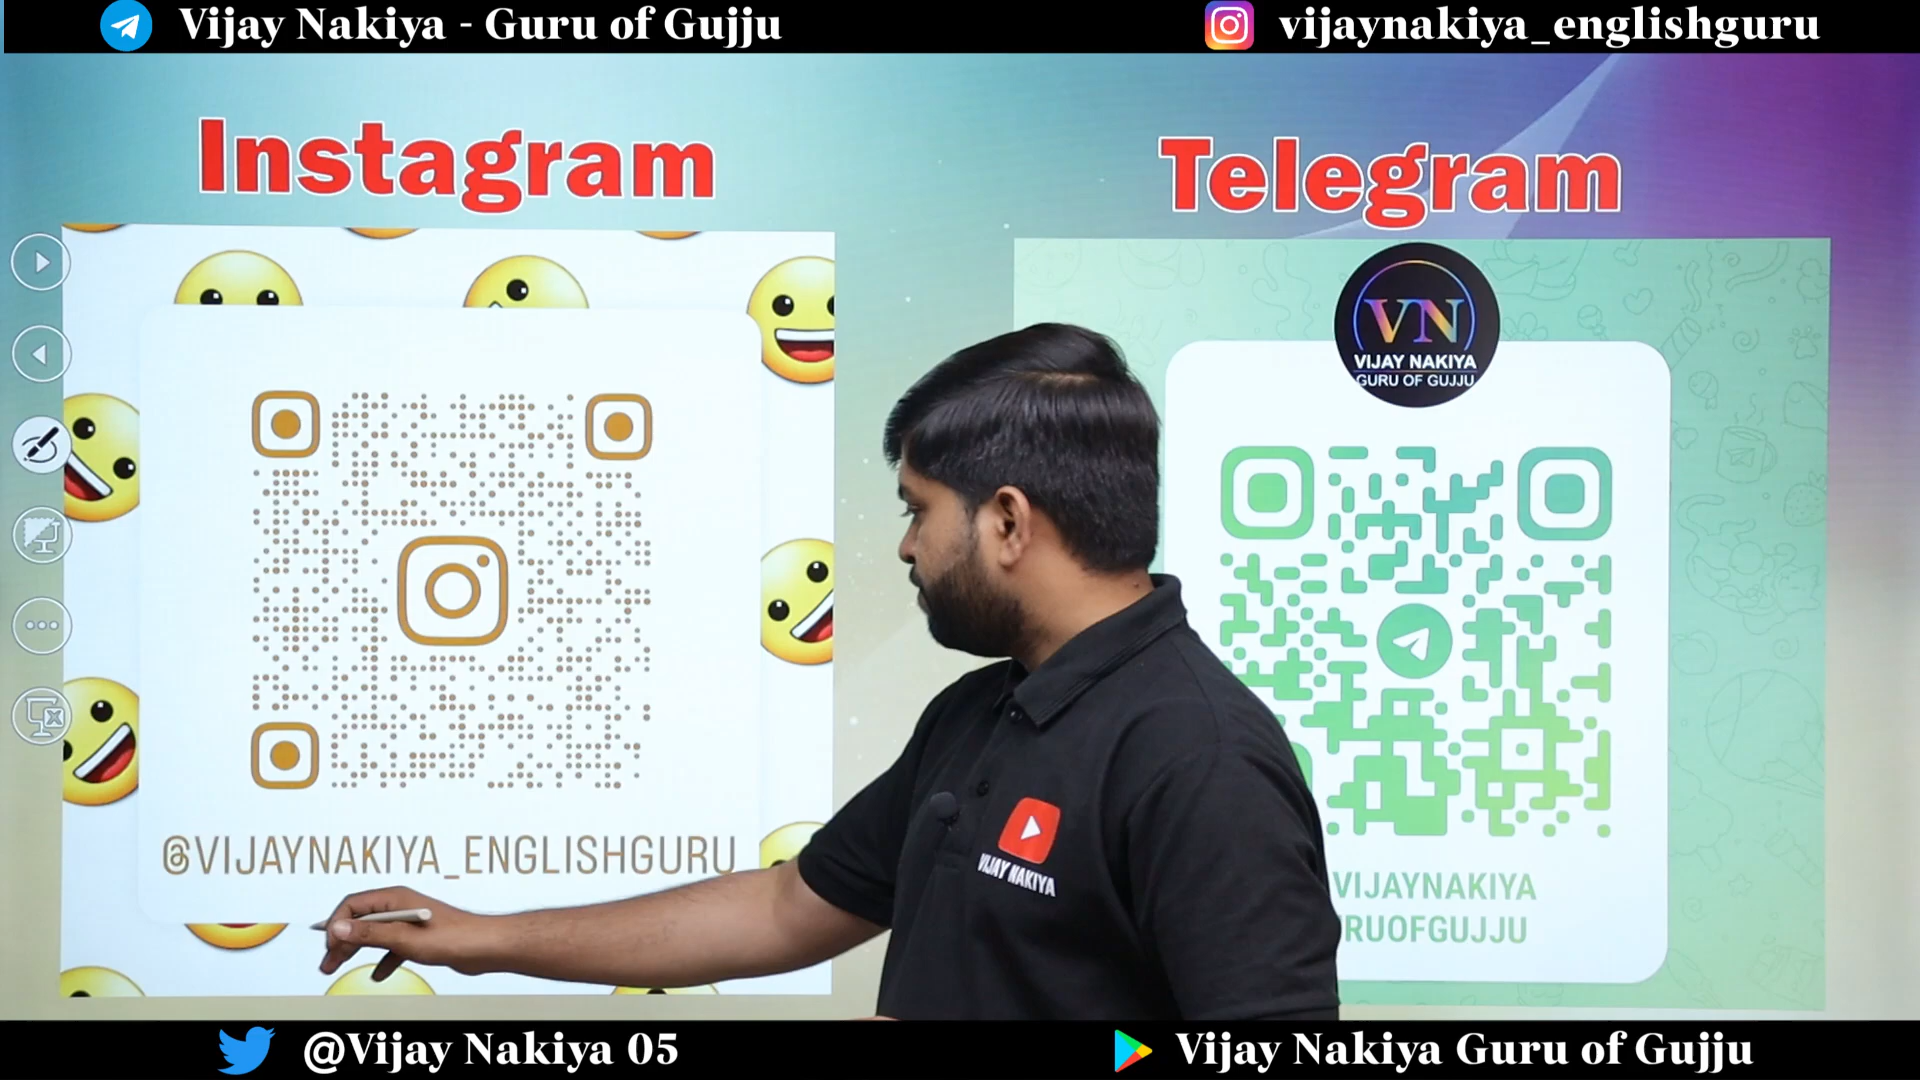 Vijay Nakiya - Guru of Gujju
vijaynakiya_englishguru
Instagram
Telegram
VN
VIJAY NAKIYA
GURU OF GUJJU
@VIJAYNAKIYA_ENGLISHGURU
VIJAY NAKIYA
VIJAYNAKIYA
RUOFGUJJU
@Vijay Nakiya 05
Vijay Nakiya Guru of Gujju